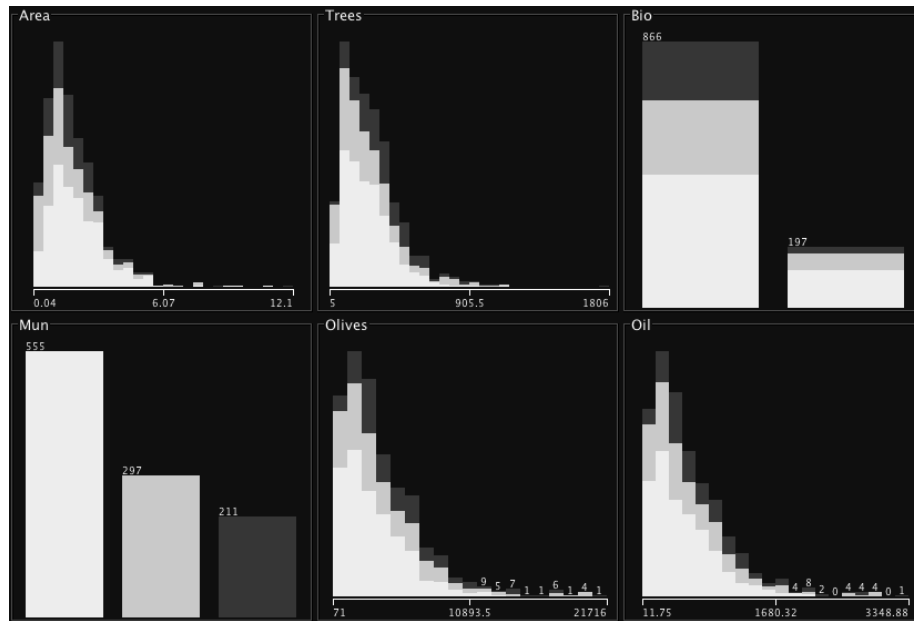 Area
Trees
Bio
866
197
0.04 6.07 12.1
5 905.5 1806
Mun
Olives
Oil
555
297
211
9 5 7 1 1 6 1 4 1
4 8 2 0 4 4 4 0 1
71 10893.5 21716
11.75 1680.32 3348.88